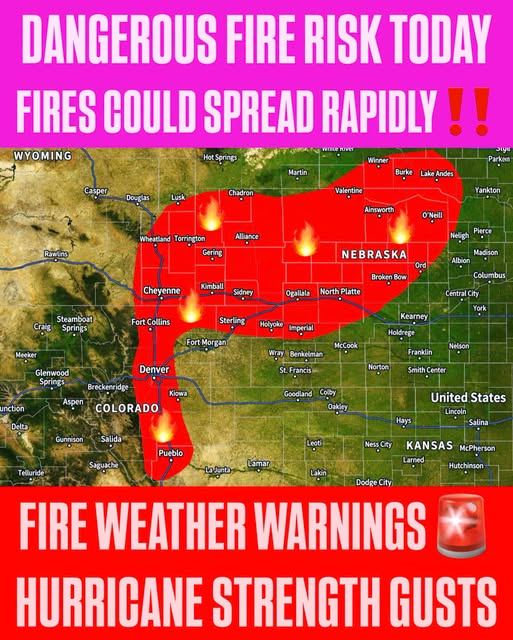 DANGEROUS FIRE RISK TODAY
FIRES COULD SPREAD RAPIDLY‼️
WYOMING
Hot Springs
White River
Winner
Parker
Martin
Burke
Lake Andes
Casper
Douglas
Lusk
Chadron
Valentine
Yankton
Ainsworth
O'Neill
Wheatland
Torrington
Alliance
Neligh
Pierce
Rawlins
Gering
NEBRASKA
Madison
Ord
Albion
Broken Bow
Columbus
Cheyenne
Kimball
Sidney
Ogallala
North Platte
Central City
York
Steamboat
Springs
Craig
Fort Collins
Sterling
Holyoke
Imperial
Kearney
Holdrege
Fort Morgan
McCook
Nelson
Meeker
Wray
Benkelman
Franklin
Glenwood
Springs
Denver
St. Francis
Norton
Smith Center
Breckenridge
Aspen
Kiowa
Goodland
Colby
United States
unction
COLORADO
Oakley
Lincoln
Delta
Hays
Salina
Gunnison
Salida
Pueblo
Leoti
Ness City
KANSAS
McPherson
Saguache
La Junta
Lamar
Larned
Hutchinson
Telluride
Lakin
Dodge City
FIRE WEATHER WARNINGS 🚨
HURRICANE STRENGTH GUSTS